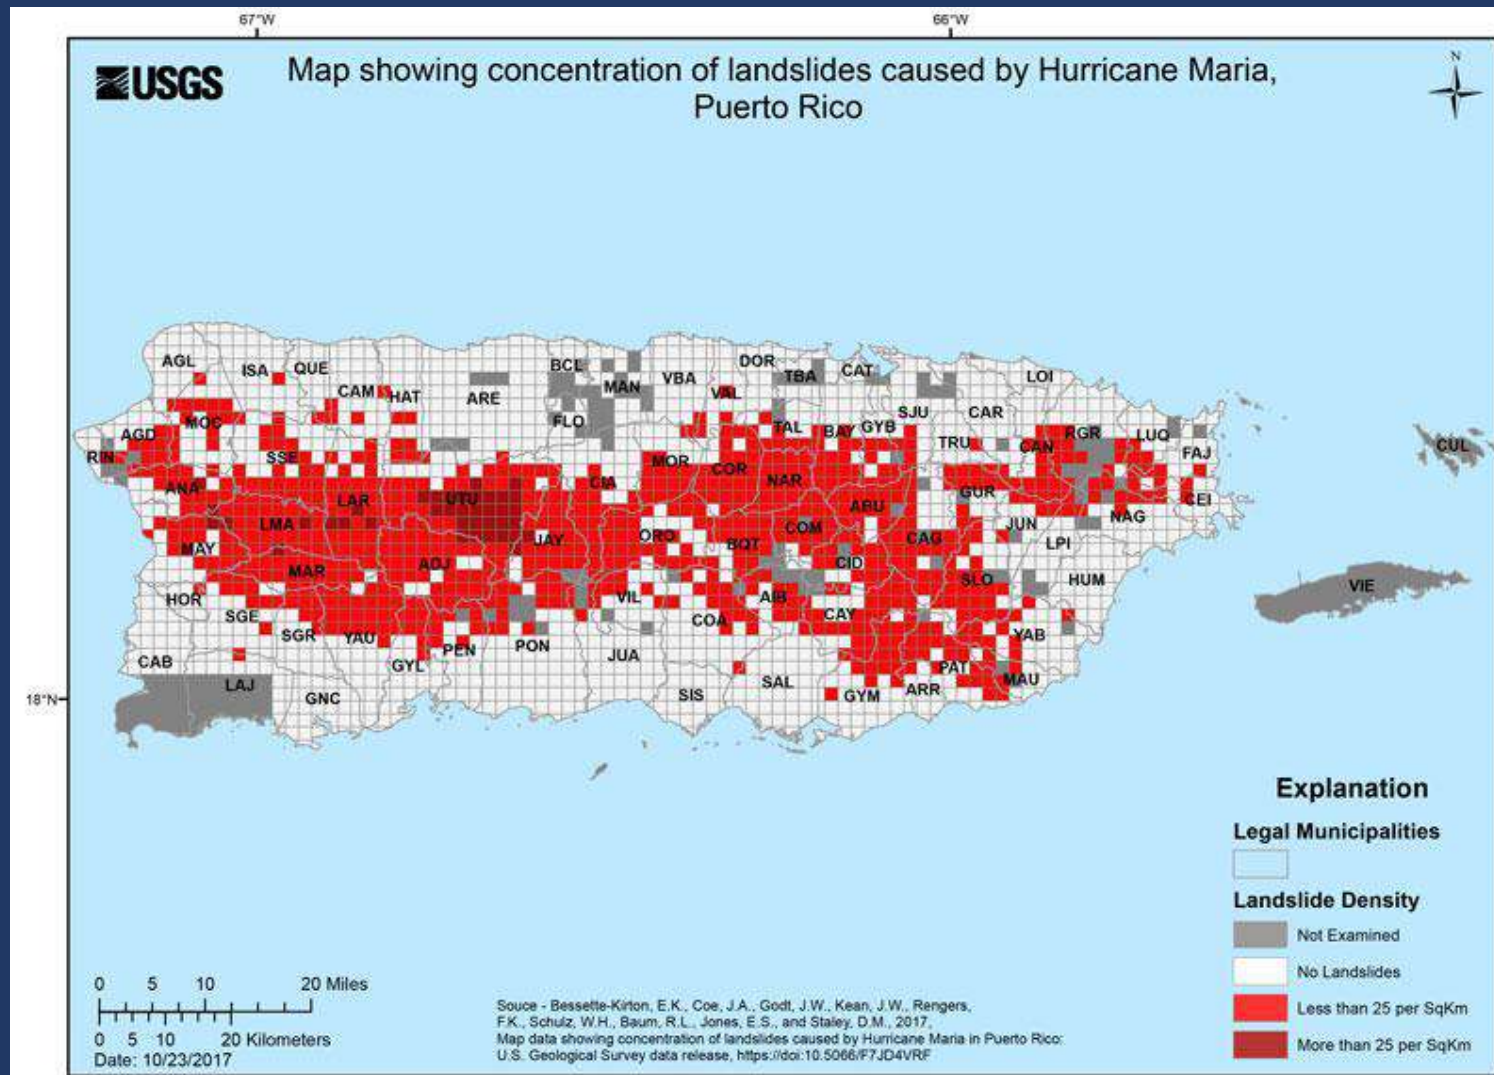 67°W 66°W
USGS
Map showing concentration of landslides caused by Hurricane Maria,
Puerto Rico
N
AGL ISA QUE CAM HAT ARE BCL MAN VBA DOR TBA CAT LOI
MOC FLO VAL TAL BAY GYB SJU CAR
AGD RIN SSE MOR COR NAR TRU CAN RGR LUQ FAJ CUL
ANA LAR UTU CIA ABU GUR CEI
LMA JAY ORO BQT COM CAG JUN NAG
MAY MAR ADJ CID LPI
HOR VIL AIB SLO HUM VIE
SGE SGR YAU COA CAY YAB
CAB GYL PEN PON JUA PAT
LAJ GNC SIS SAL GYM ARR MAU
18°N
Explanation
Legal Municipalities
Landslide Density
Not Examined
No Landslides
Less than 25 per SqKm
More than 25 per SqKm
0 5 10 20 Miles
0 5 10 20 Kilometers
Date: 10/23/2017
Souce - Bessette-Kirton, E.K., Coe, J.A., Godt, J.W., Kean, J.W., Rengers,
F.K., Schulz, W.H., Baum, R.L., Jones, E.S., and Staley, D.M., 2017,
Map data showing concentration of landslides caused by Hurricane Maria in Puerto Rico:
U.S. Geological Survey data release, https://doi:10.5066/F7JD4VRF